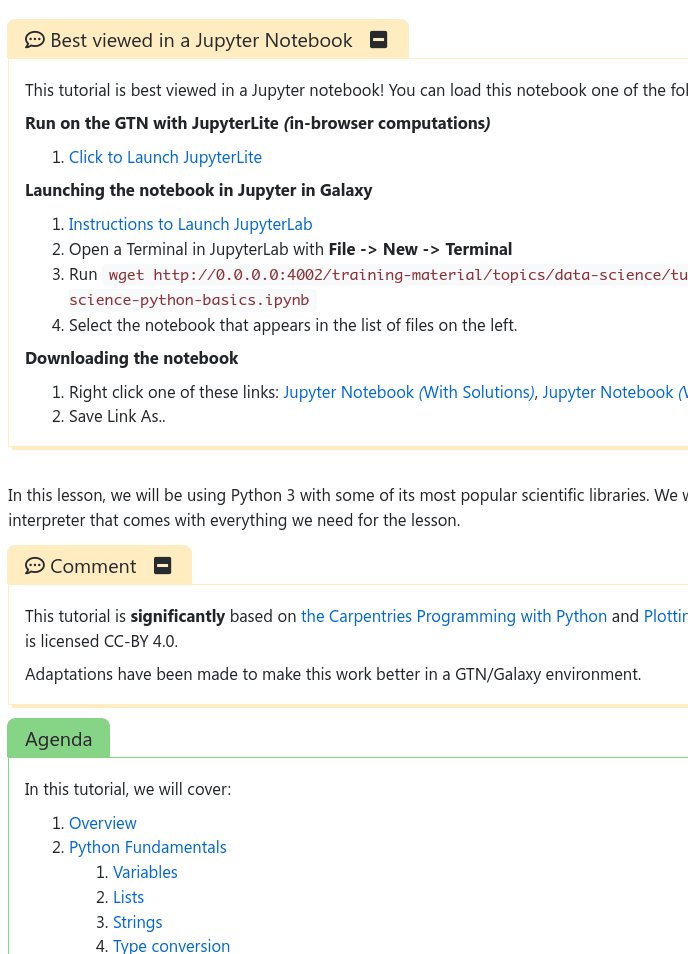 Best viewed in a Jupyter Notebook
This tutorial is best viewed in a Jupyter notebook! You can load this notebook one of the
Run on the GTN with JupyterLite (in-browser computations)
1. Click to Launch JupyterLite
Launching the notebook in Jupyter in Galaxy
1. Instructions to Launch JupyterLab
2. Open a Terminal in JupyterLab with File -> New -> Terminal
3. Run wget http://0.0.0.0:4002/training-material/topics/data-science/tu
science-python-basics.ipynb
4. Select the notebook that appears in the list of files on the left.
Downloading the notebook
1. Right click one of these links: Jupyter Notebook (With Solutions), Jupyter Notebook
2. Save Link As..
In this lesson, we will be using Python 3 with some of its most popular scientific libraries. We
interpreter that comes with everything we need for the lesson.
Comment
This tutorial is significantly based on the Carpentries Programming with Python and
is licensed CC-BY 4.0.
Adaptations have been made to make this work better in a GTN/Galaxy environment.
Agenda
In this tutorial, we will cover:
1. Overview
2. Python Fundamentals
1. Variables
2. Lists
3. Strings
4. Type conversion